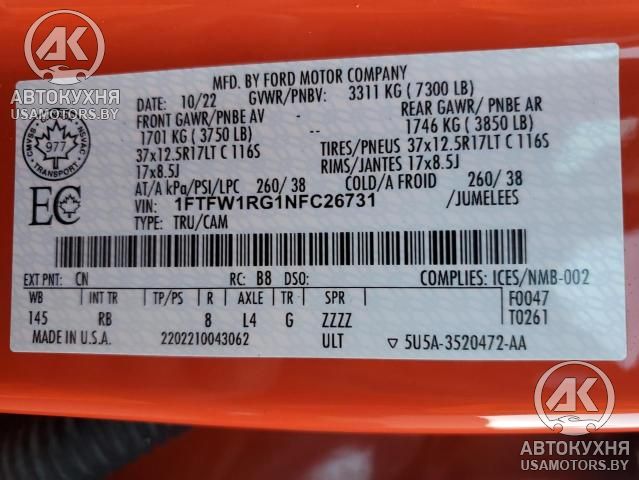 AK
АВТОКУХНЯ
USAMOTORS.BY
MFD. BY FORD MOTOR COMPANY
DATE: 10/22 GVWR/PNBV: 3311 KG ( 7300 LB)
FRONT GAWR/PNBE AV REAR GAWR/ PNBE AR
1701 KG ( 3750 LB) -- 1746 KG ( 3850 LB)
37x12.5R17LT C 116S TIRES/PNEUS 37x12.5R17LT C 116S
17x8.5J RIMS/JANTES 17x8.5J
AT/A kPa/PSI/LPC 260/ 38 COLD/A FROID 260/ 38
VIN: 1FTFW1RG1NFC26731 /JUMELEES
TYPE: TRU/CAM
977
TRANSPORT
EC
EXT PNT: CN RC: B8 DSO: COMPLIES: ICES/NMB-002
WB INT TR TP/PS R AXLE TR SPR F0047
145 RB 8 L4 G ZZZZ T0261
MADE IN U.S.A. 2202210043062 ULT 5U5A-3520472-AA
AK
АВТОКУХНЯ
USAMOTORS.BY